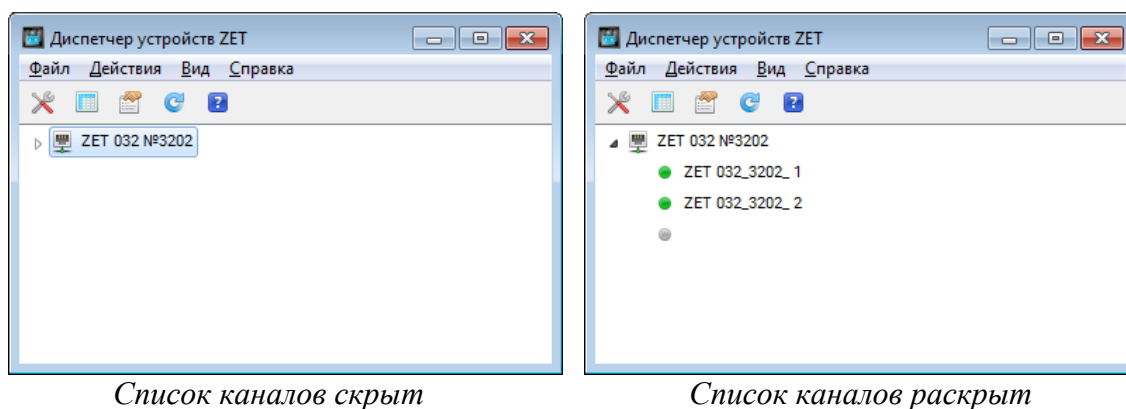 Диспетчер устройств ZET
Файл Действия Вид Справка
ZET 032 №3202
Список каналов скрыт
Диспетчер устройств ZET
Файл Действия Вид Справка
ZET 032 №3202
ZET 032_3202_ 1
ZET 032_3202_ 2
Список каналов раскрыт